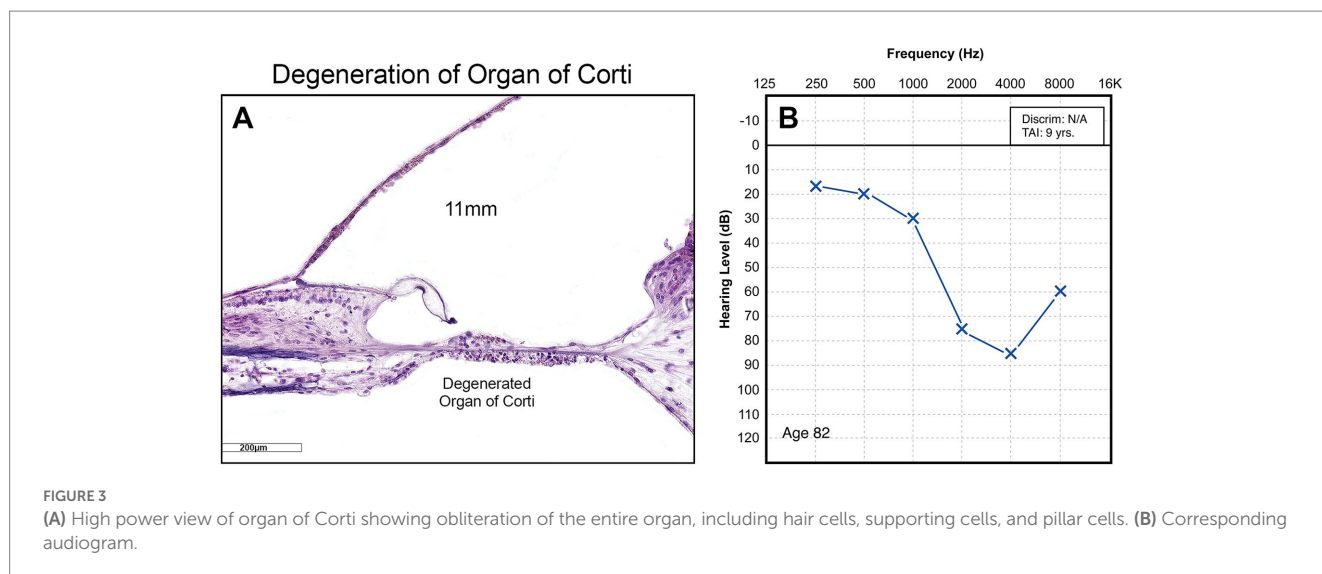 Degeneration of Organ of Corti
A
11mm
Degenerated
Organ of Corti
200µm
Frequency (Hz)
125 250 500 1000 2000 4000 8000 16K
B
Discrim: N/A
TAI: 9 yrs.
Hearing Level (dB)
-10
0
10
20
30
40
50
60
70
80
90
100
110
120
Age 82
FIGURE 3
(A) High power view of organ of Corti showing obliteration of the entire organ, including hair cells, supporting cells, and pillar cells. (B) Corresponding
audiogram.